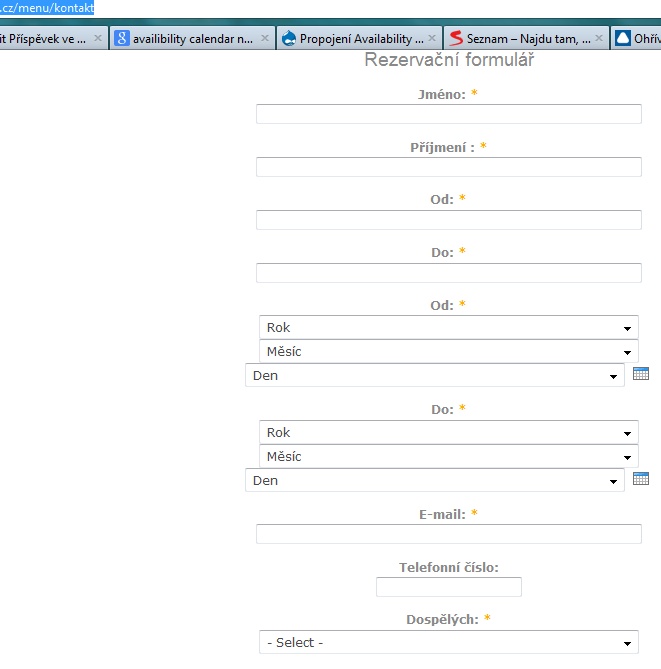 .cz/menu/kontakt
it Příspěvek ve ...
availibility calendar n...
Propojení Availability ...
Seznam – Najdu tam, ...
Ohřív
Rezervační formulář
Jméno: *
Příjmení : *
Od: *
Do: *
Od: *
Rok
Měsíc
Den
Do: *
Rok
Měsíc
Den
E-mail: *
Telefonní číslo:
Dospělých: *
- Select -